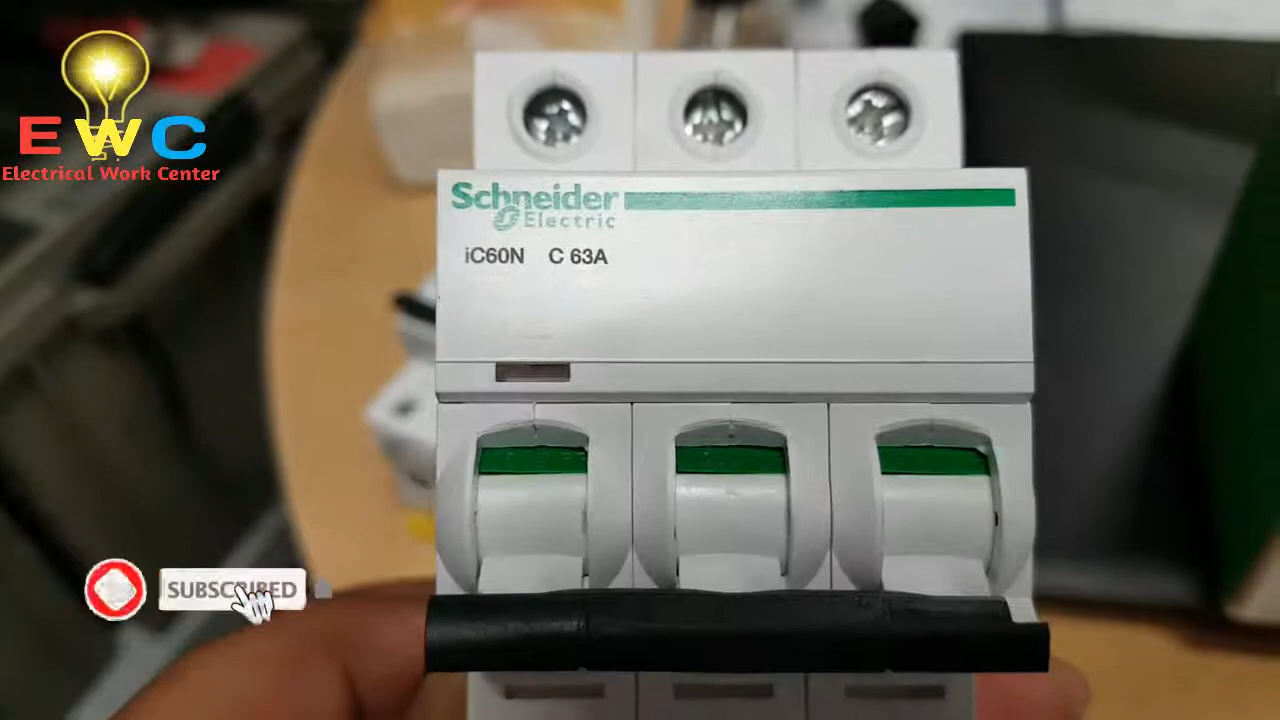 EWC
Electrical Work Center
Schneider
Electric
iC60N C 63A
SUBSCRIBED